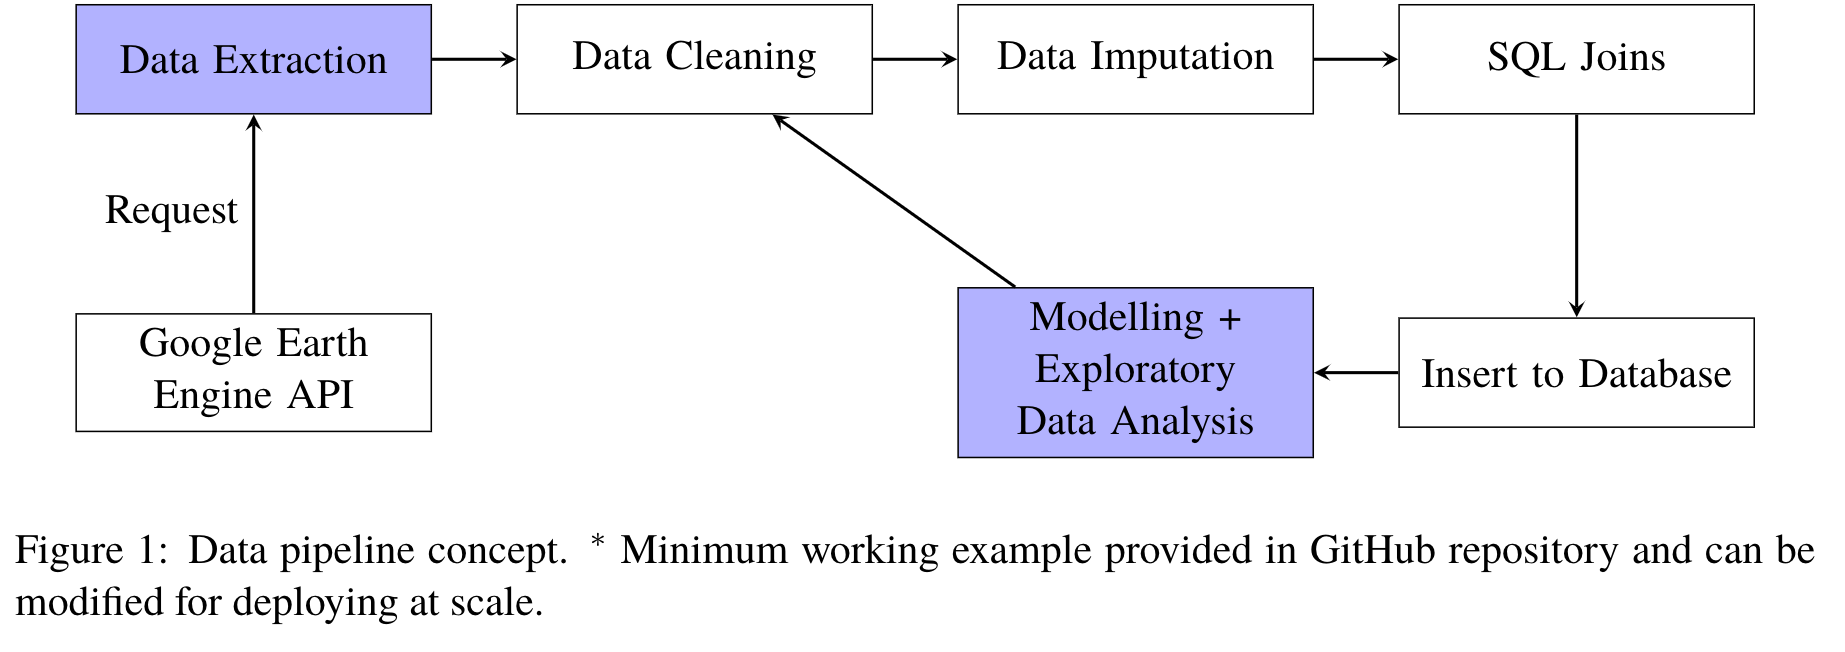 Data Extraction
Data Cleaning
Data Imputation
SQL Joins
Request
Google Earth
Engine API
Modelling +
Exploratory
Data Analysis
Insert to Database
Figure 1: Data pipeline concept. * Minimum working example provided in GitHub repository and can be
modified for deploying at scale.